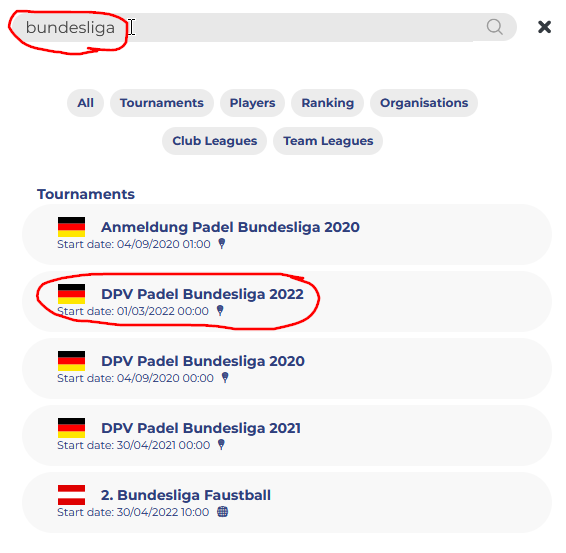 bundesliga
All Tournaments Players Ranking Organisations
Club Leagues Team Leagues
Tournaments
Anmeldung Padel Bundesliga 2020
Start date: 04/09/2020 01:00
DPV Padel Bundesliga 2022
Start date: 01/03/2022 00:00
DPV Padel Bundesliga 2020
Start date: 04/09/2020 00:00
DPV Padel Bundesliga 2021
Start date: 30/04/2021 00:00
2. Bundesliga Faustball
Start date: 30/04/2022 10:00